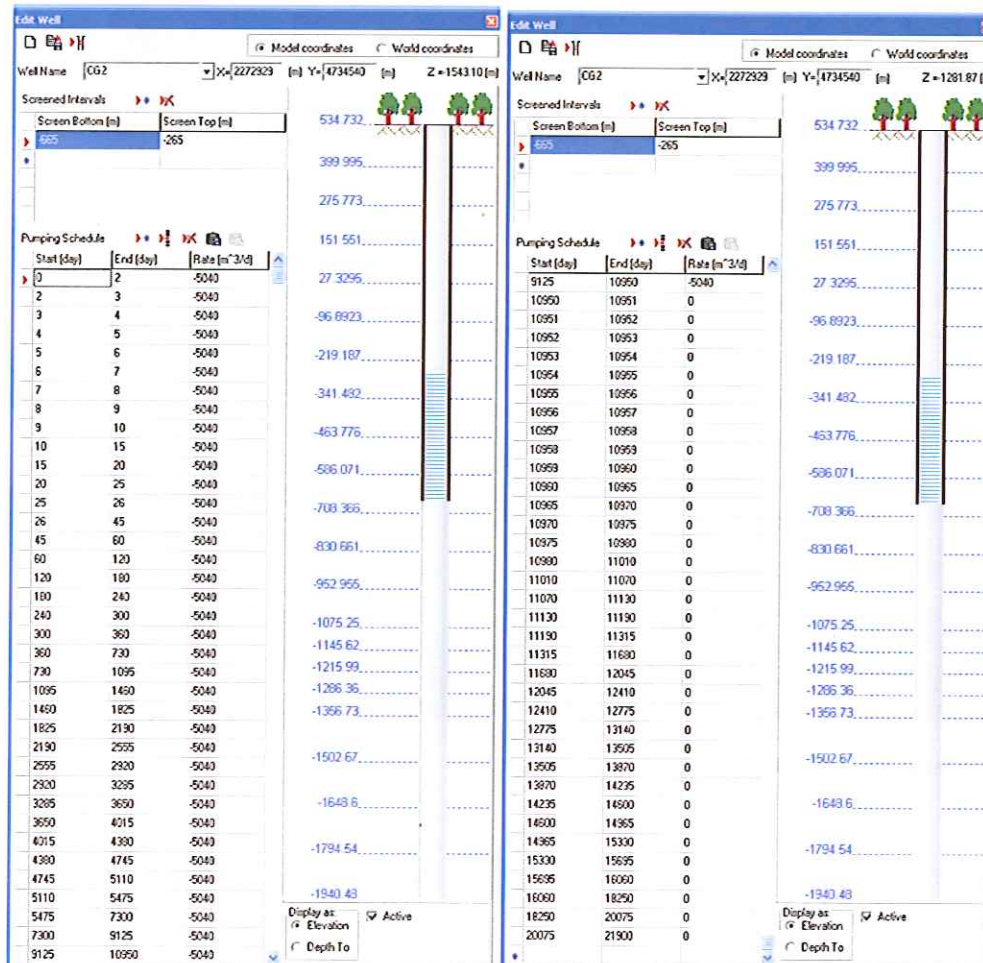 Edit Well
Model coordinates World coordinates
Well Name CG2 X= 2272929 [m] Y= 4734540 [m] Z =-1543.10 [m]
Screened Intervals
Screen Bottom [m] Screen Top [m]
-665 -265
Pumping Schedule
Start [day] End [day] Rate [m^3/d]
0 2 -5040
2 3 -5040
3 4 -5040
4 5 -5040
5 6 -5040
6 7 -5040
7 8 -5040
8 9 -5040
9 10 -5040
10 15 -5040
15 20 -5040
20 25 -5040
25 26 -5040
26 45 -5040
45 60 -5040
60 120 -5040
120 180 -5040
180 240 -5040
240 300 -5040
300 360 -5040
360 730 -5040
730 1095 -5040
1095 1460 -5040
1460 1825 -5040
1825 2190 -5040
2190 2555 -5040
2555 2920 -5040
2920 3285 -5040
3285 3650 -5040
3650 4015 -5040
4015 4380 -5040
4380 4745 -5040
4745 5110 -5040
5110 5475 -5040
5475 7300 -5040
7300 9125 -5040
9125 10950 -5040
534.732
399.995
275.773
151.551
27.3295
-96.8923
-219.187
-341.482
-463.776
-586.071
-708.366
-830.661
-952.955
-1075.25
-1145.62
-1215.99
-1286.36
-1356.73
-1502.67
-1648.6
-1794.54
-1940.48
Display as:
Elevation
Depth To
Active
Edit Well
Model coordinates World coordinates
Well Name CG2 X= 2272929 [m] Y= 4734540 [m] Z =-1281.87 [
Screened Intervals
Screen Bottom [m] Screen Top [m]
-665 -265
Pumping Schedule
Start [day] End [day] Rate [m^3/d]
9125 10950 -5040
10950 10951 0
10951 10952 0
10952 10953 0
10953 10954 0
10954 10955 0
10955 10956 0
10956 10957 0
10957 10958 0
10958 10959 0
10959 10960 0
10960 10965 0
10965 10970 0
10970 10975 0
10975 10980 0
10980 11010 0
11010 11070 0
11070 11130 0
11130 11190 0
11190 11315 0
11315 11680 0
11680 12045 0
12045 12410 0
12410 12775 0
12775 13140 0
13140 13505 0
13505 13870 0
13870 14235 0
14235 14600 0
14600 14965 0
14965 15330 0
15330 15695 0
15695 16060 0
16060 18250 0
18250 20075 0
20075 21900 0
534.732
399.995
275.773
151.551
27.3295
-96.8923
-219.187
-341.482
-463.776
-586.071
-708.366
-830.661
-952.955
-1075.25
-1145.62
-1215.99
-1286.36
-1356.73
-1502.67
-1648.6
-1794.54
-1940.48
Display as:
Elevation
Depth To
Active